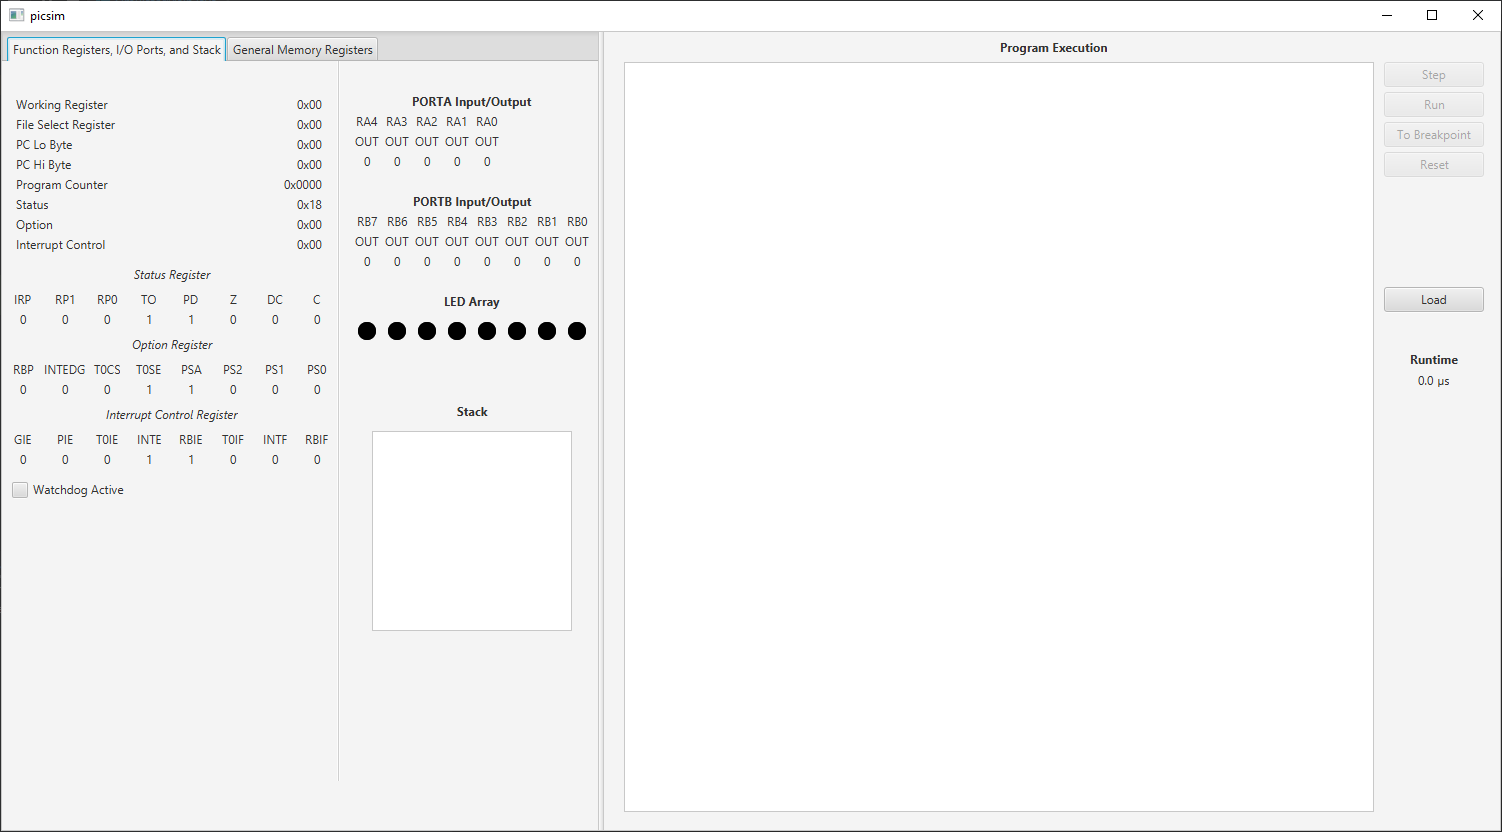 picsim
Function Registers, I/O Ports, and Stack
General Memory Registers
Working Register 0x00
File Select Register 0x00
PC Lo Byte 0x00
PC Hi Byte 0x00
Program Counter 0x0000
Status 0x18
Option 0x00
Interrupt Control 0x00
Status Register
IRP RP1 RP0 TO PD Z DC C
0 0 0 1 1 0 0 0
Option Register
RBP INTEDG T0CS T0SE PSA PS2 PS1 PS0
0 0 0 1 1 0 0 0
Interrupt Control Register
GIE PIE T0IE INTE RBIE T0IF INTF RBIF
0 0 0 1 1 0 0 0
Watchdog Active
PORTA Input/Output
RA4 RA3 RA2 RA1 RA0
OUT OUT OUT OUT OUT
0 0 0 0 0
PORTB Input/Output
RB7 RB6 RB5 RB4 RB3 RB2 RB1 RB0
OUT OUT OUT OUT OUT OUT OUT OUT
0 0 0 0 0 0 0 0
LED Array
Stack
Program Execution
Step
Run
To Breakpoint
Reset
Load
Runtime
0.0 µs